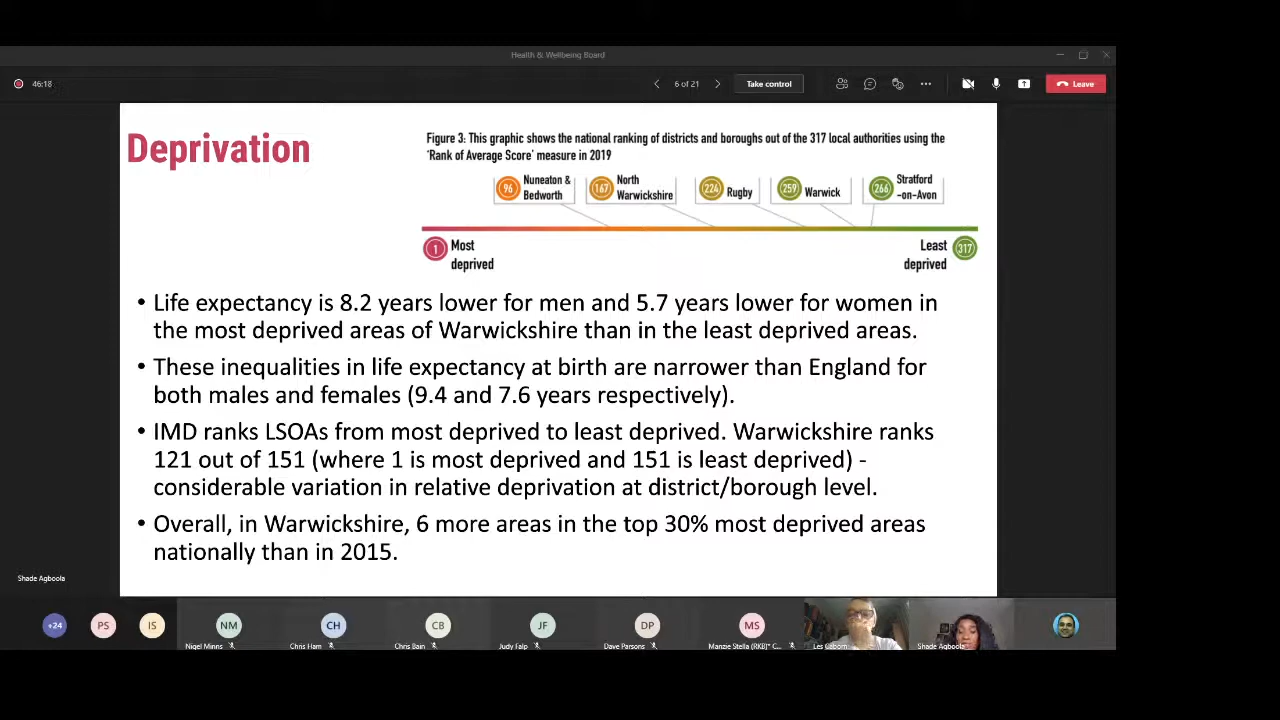 Health & Wellbeing Board
46:18
6 of 21
Take control
Leave
Deprivation
Figure 3: This graphic shows the national ranking of districts and boroughs out of the 317 local authorities using the
‘Rank of Average Score’ measure in 2019
96 Nuneaton &
Bedworth
167 North
Warwickshire
224 Rugby
259 Warwick
266 Stratford
-on-Avon
1 Most
deprived
Least 317
deprived
• Life expectancy is 8.2 years lower for men and 5.7 years lower for women in
the most deprived areas of Warwickshire than in the least deprived areas.
• These inequalities in life expectancy at birth are narrower than England for
both males and females (9.4 and 7.6 years respectively).
• IMD ranks LSOAs from most deprived to least deprived. Warwickshire ranks
121 out of 151 (where 1 is most deprived and 151 is least deprived) -
considerable variation in relative deprivation at district/borough level.
• Overall, in Warwickshire, 6 more areas in the top 30% most deprived areas
nationally than in 2015.
Shade Agboola
+24
PS
IS
NM
CH
CB
JF
DP
MS
Nigel Minns
Chris Ham
Chris Bain
Judy Falp
Dave Parsons
Manzie Stella (RKB)* C...
Les Caborn
Shade Agboola